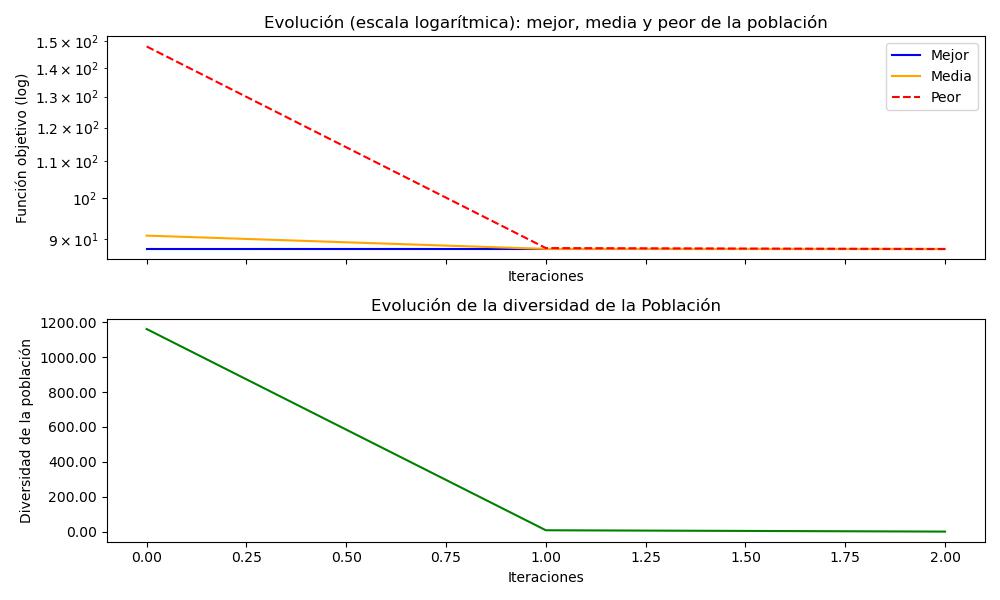 Evolución (escala logarítmica): mejor, media y peor de la población
Función objetivo (log)
1.5 × 10²
1.4 × 10²
1.3 × 10²
1.2 × 10²
1.1 × 10²
10²
9 × 10¹
Mejor
Media
Peor
Iteraciones
Evolución de la diversidad de la Población
Diversidad de la población
1200.00
1000.00
800.00
600.00
400.00
200.00
0.00
0.00 0.25 0.50 0.75 1.00 1.25 1.50 1.75 2.00
Iteraciones